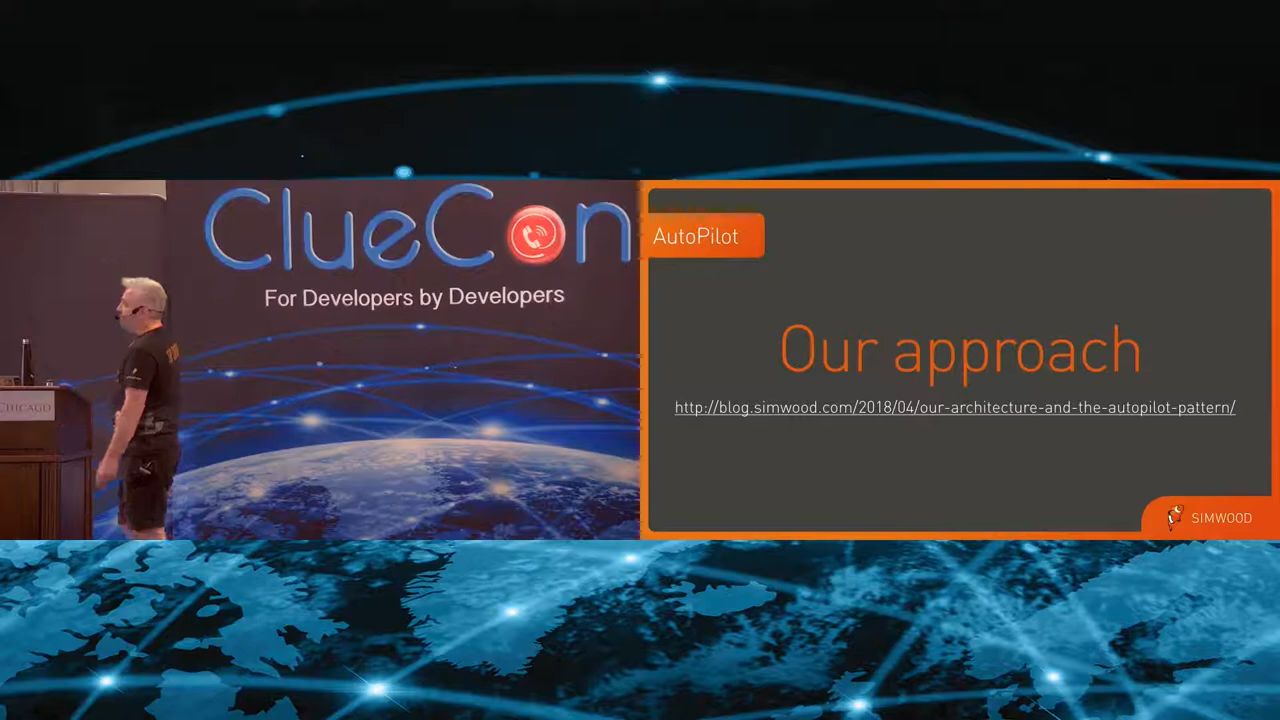 ClueCon
For Developers by Developers
CHICAGO
AutoPilot
Our approach
http://blog.simwood.com/2018/04/our-architecture-and-the-autopilot-pattern/
SIMWOOD